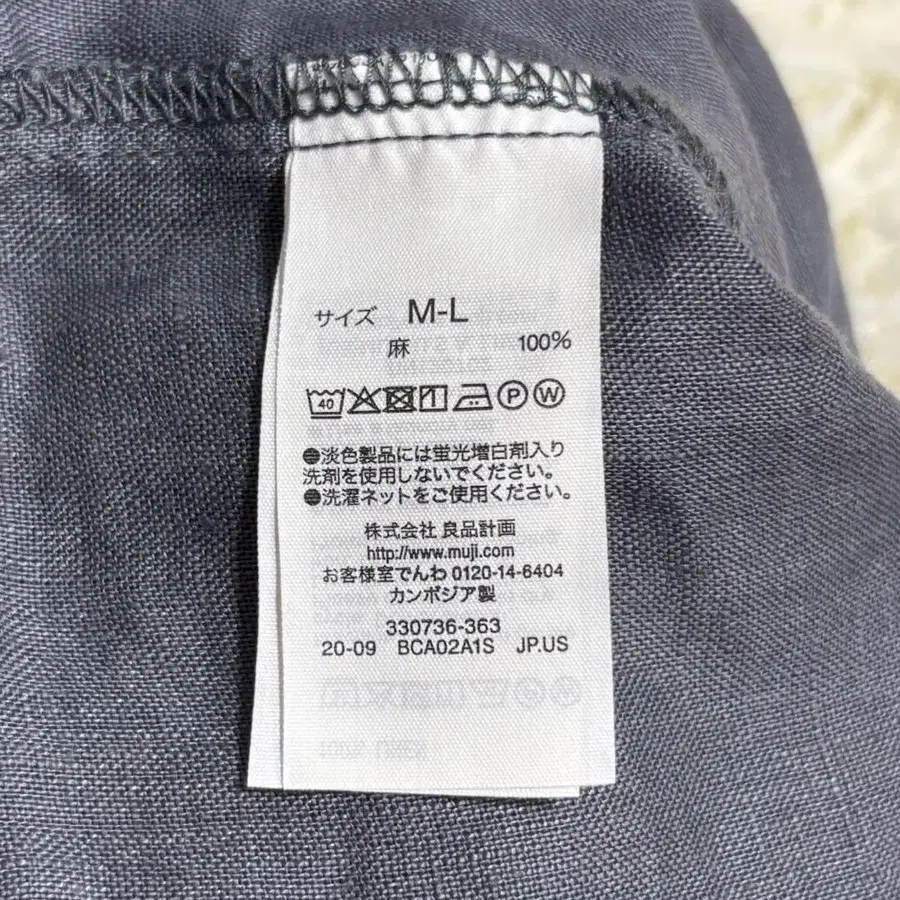 サイズ M-L
麻 100%
40 P W
●淡色製品には蛍光増白剤入り
洗剤を使用しないでください。
●洗濯ネットをご使用ください。
株式会社 良品計画
http://www.muji.com
お客様室でんわ 0120-14-6404
カンボジア製
330736-363
20-09 BCA02A1S JP.US